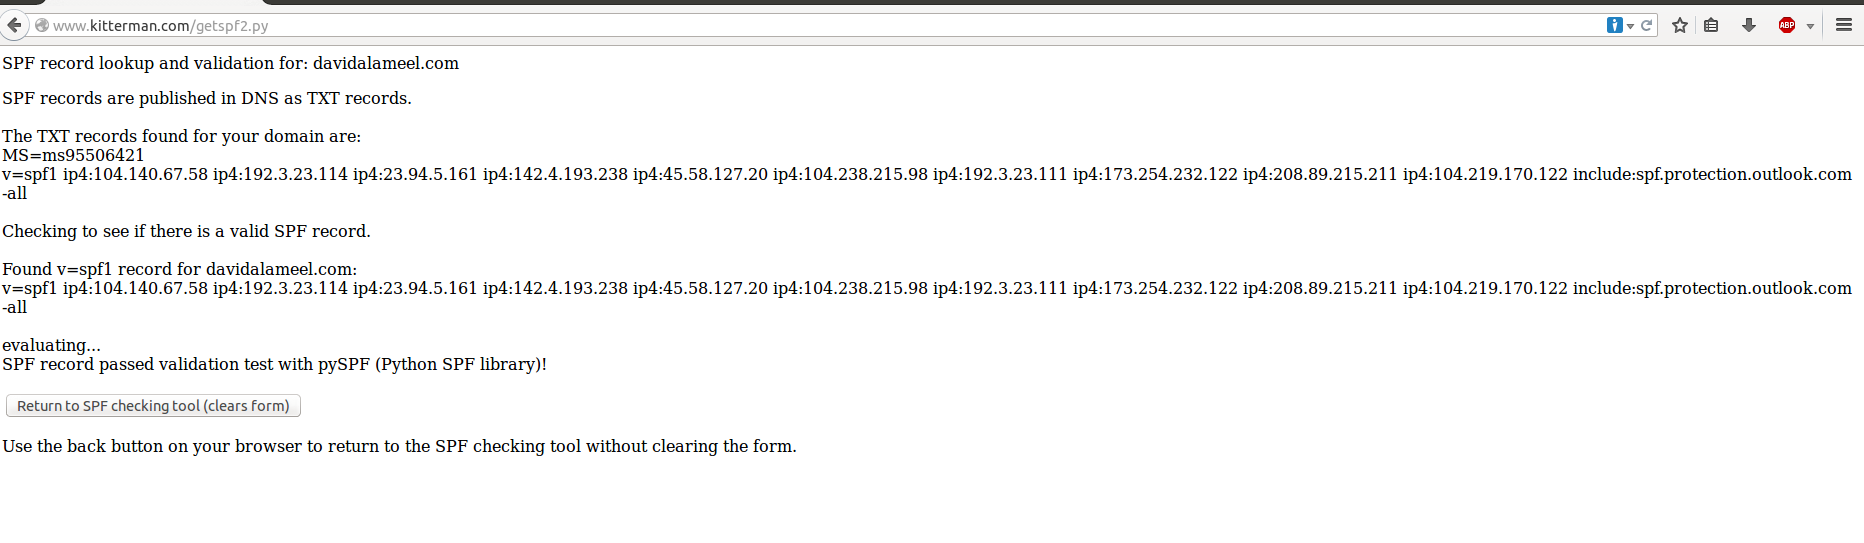 www.kitterman.com/getspf2.py
ABP
SPF record lookup and validation for: davidalameel.com
SPF records are published in DNS as TXT records.
The TXT records found for your domain are:
MS=ms95506421
v=spf1 ip4:104.140.67.58 ip4:192.3.23.114 ip4:23.94.5.161 ip4:142.4.193.238 ip4:45.58.127.20 ip4:104.238.215.98 ip4:192.3.23.111 ip4:173.254.232.122 ip4:208.89.215.211 ip4:104.219.170.122 include:spf.protection.outlook.com
-all
Checking to see if there is a valid SPF record.
Found v=spf1 record for davidalameel.com:
v=spf1 ip4:104.140.67.58 ip4:192.3.23.114 ip4:23.94.5.161 ip4:142.4.193.238 ip4:45.58.127.20 ip4:104.238.215.98 ip4:192.3.23.111 ip4:173.254.232.122 ip4:208.89.215.211 ip4:104.219.170.122 include:spf.protection.outlook.com
-all
evaluating...
SPF record passed validation test with pySPF (Python SPF library)!
Return to SPF checking tool (clears form)
Use the back button on your browser to return to the SPF checking tool without clearing the form.